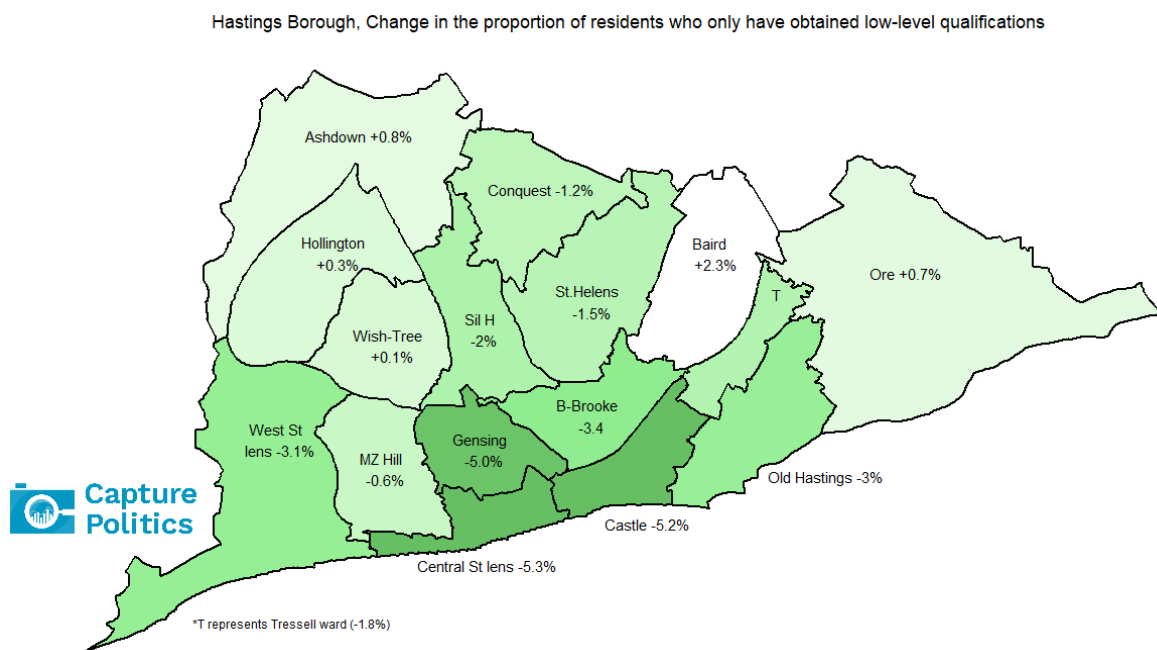 Hastings Borough, Change in the proportion of residents who only have obtained low-level qualifications
Ashdown +0.8%
Conquest -1.2%
Hollington
+0.3%
Baird
+2.3%
Ore +0.7%
St.Helens
-1.5%
T
Sil H
-2%
Wish-Tree
+0.1%
B-Brooke
-3.4
West St
lens -3.1%
Gensing
-5.0%
MZ Hill
-0.6%
Old Hastings -3%
Capture
Politics
Castle -5.2%
Central St lens -5.3%
*T represents Tressell ward (-1.8%)